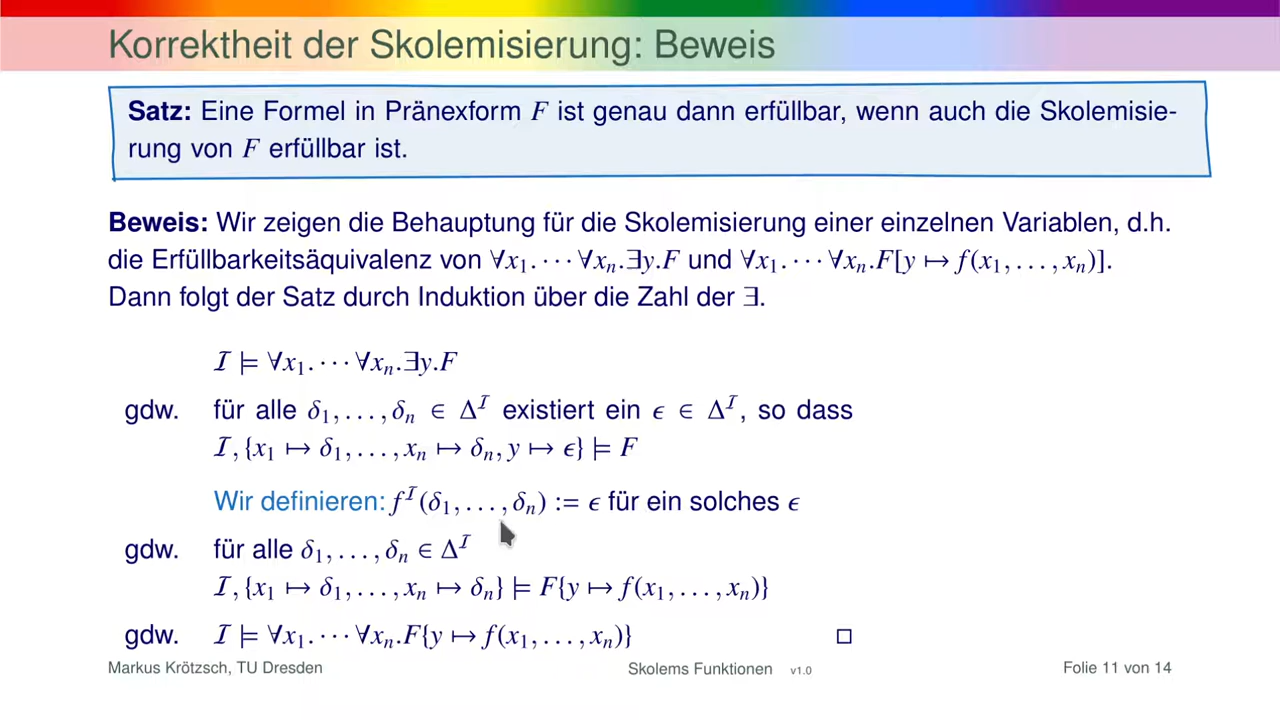 Korrektheit der Skolemisierung: Beweis
Satz: Eine Formel in Pränexform F ist genau dann erfüllbar, wenn auch die Skolemisie-
rung von F erfüllbar ist.
Beweis: Wir zeigen die Behauptung für die Skolemisierung einer einzelnen Variablen, d.h.
die Erfüllbarkeitsäquivalenz von ∀x₁. ⋯ ∀xₙ.∃y.F und ∀x₁. ⋯ ∀xₙ.F[y ↦ f(x₁, . . . , xₙ)].
Dann folgt der Satz durch Induktion über die Zahl der ∃.
𝓘 ⊨ ∀x₁. ⋯ ∀xₙ.∃y.F
gdw. für alle δ₁, . . . , δₙ ∈ Δ^𝓘 existiert ein ϵ ∈ Δ^𝓘, so dass
𝓘, {x₁ ↦ δ₁, . . . , xₙ ↦ δₙ, y ↦ ϵ} ⊨ F
Wir definieren: f^𝓘(δ₁, . . . , δₙ) := ϵ für ein solches ϵ
gdw. für alle δ₁, . . . , δₙ ∈ Δ^𝓘
𝓘, {x₁ ↦ δ₁, . . . , xₙ ↦ δₙ} ⊨ F{y ↦ f(x₁, . . . , xₙ)}
gdw. 𝓘 ⊨ ∀x₁. ⋯ ∀xₙ.F{y ↦ f(x₁, . . . , xₙ)} □
Markus Krötzsch, TU Dresden Skolems Funktionen v1.0 Folie 11 von 14